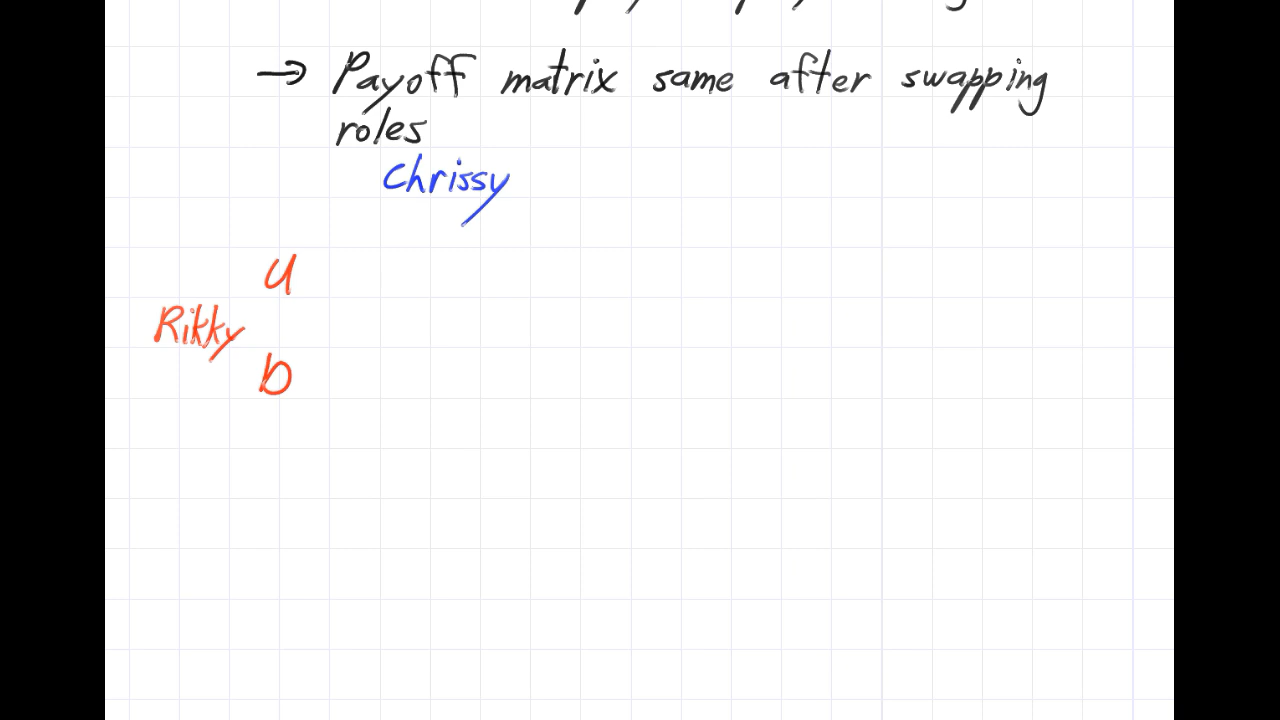 → Payoff matrix same after swapping
roles
Chrissy
a
Rikky
b